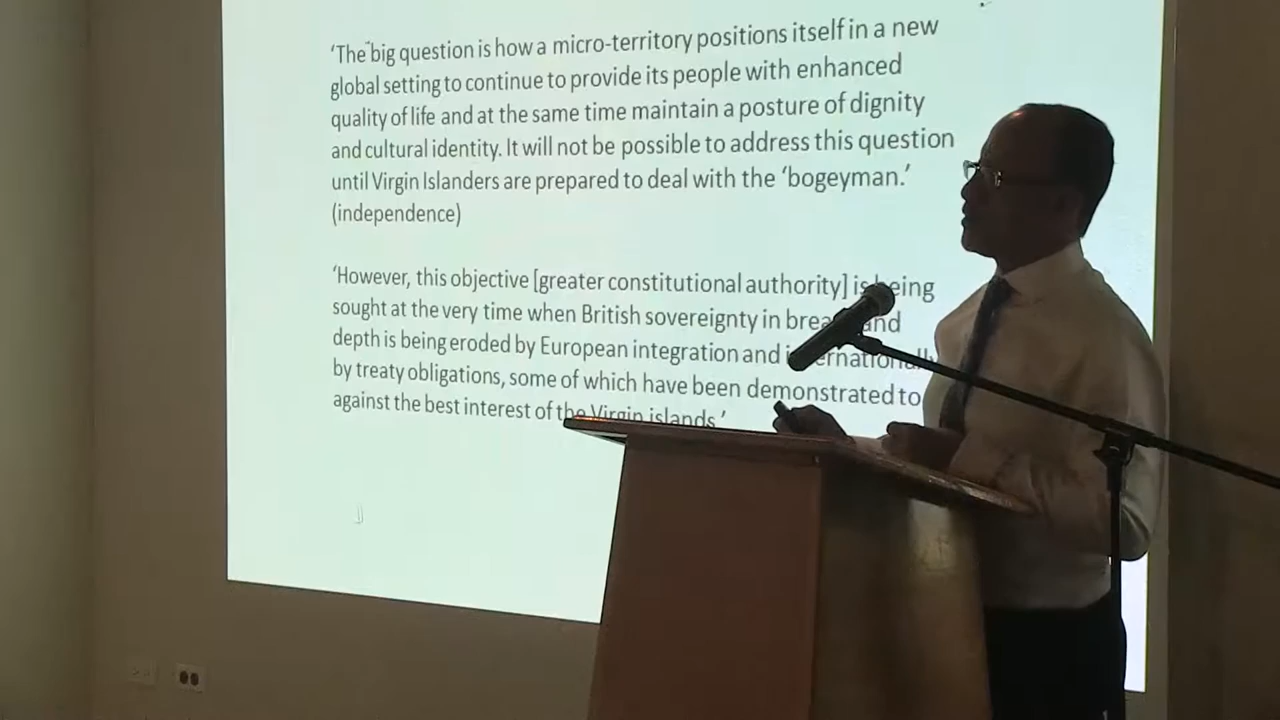 ‘The big question is how a micro-territory positions itself in a new
global setting to continue to provide its people with enhanced
quality of life and at the same time maintain a posture of dignity
and cultural identity. It will not be possible to address this question
until Virgin Islanders are prepared to deal with the ‘bogeyman.’
(independence)
‘However, this objective [greater constitutional authority] is being
sought at the very time when British sovereignty in and
depth is being eroded by European integration and
by treaty obligations, some of which have been demonstrated to
against the best interest of the Virgin islands.’